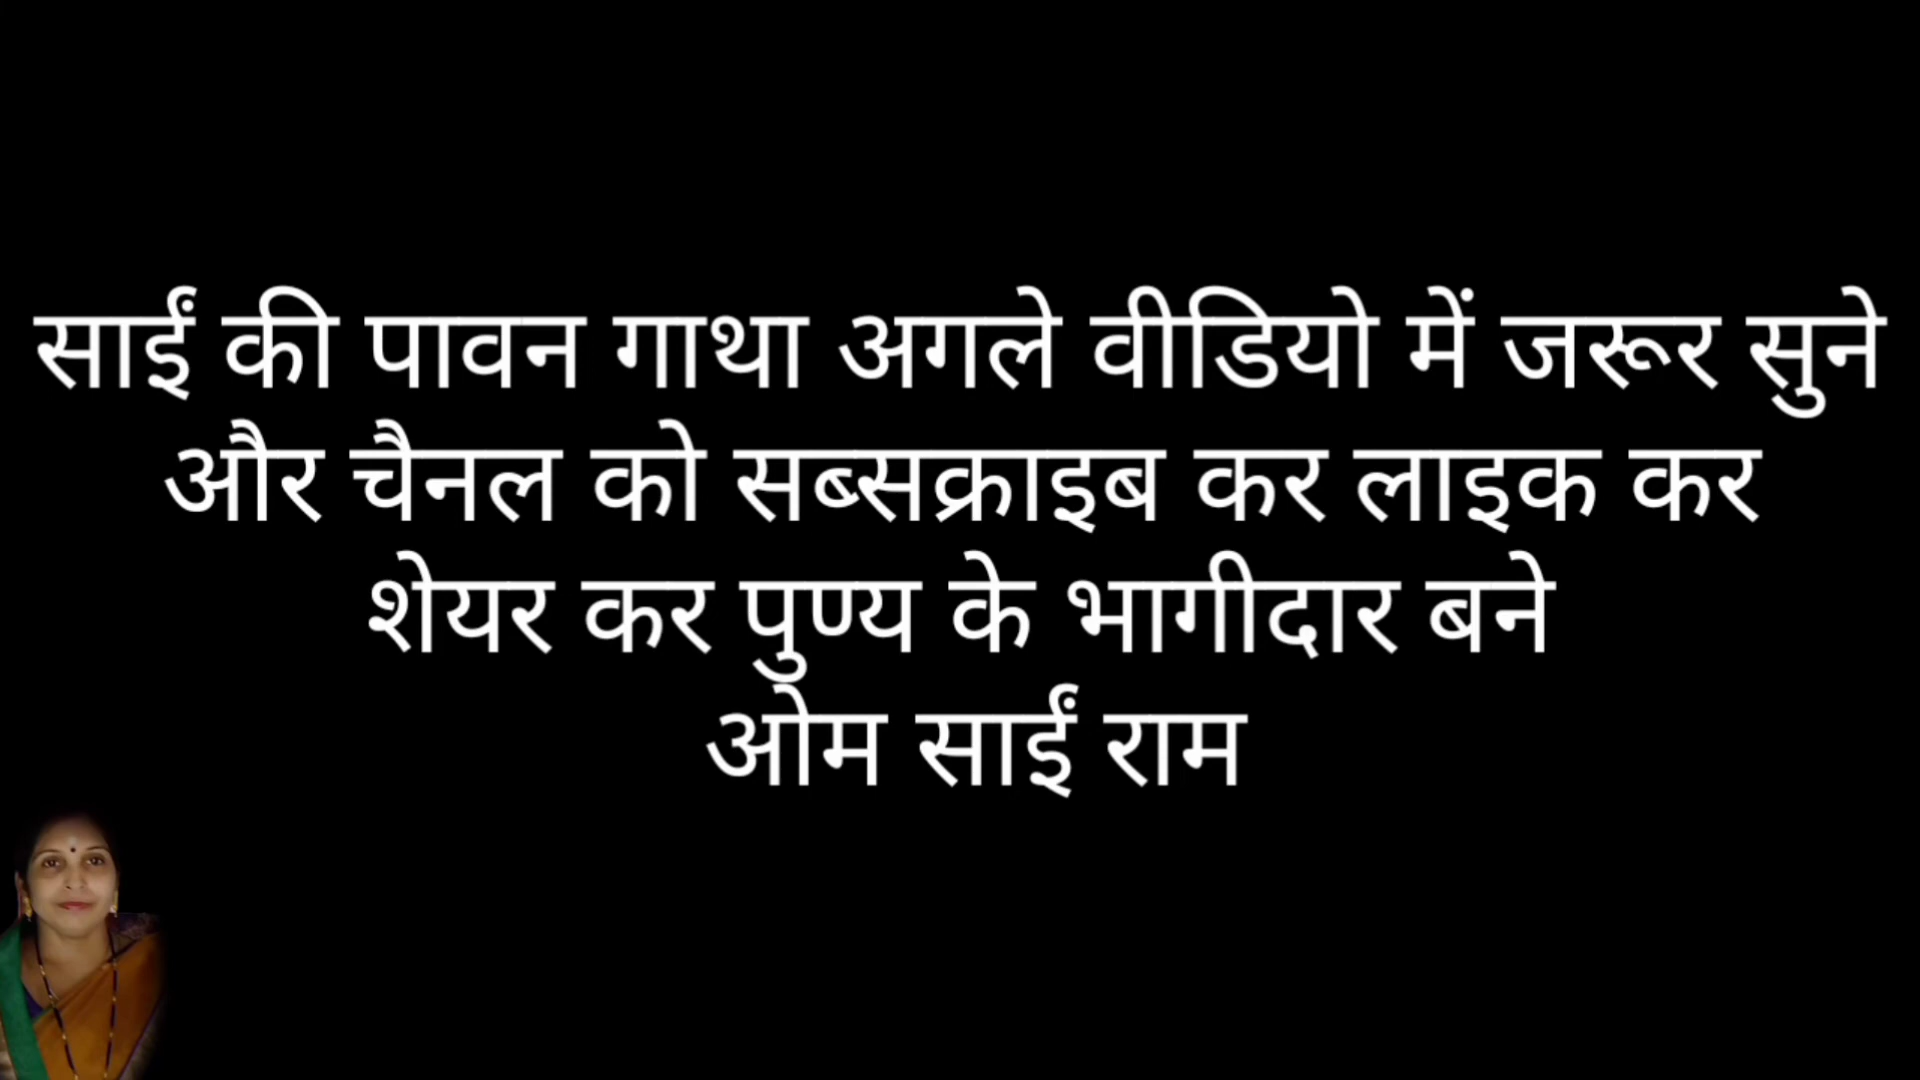 साईं की पावन गाथा अगले वीडियो में जरूर सुने
और चैनल को सब्सक्राइब कर लाइक कर
शेयर कर पुण्य के भागीदार बने
ओम साईं राम